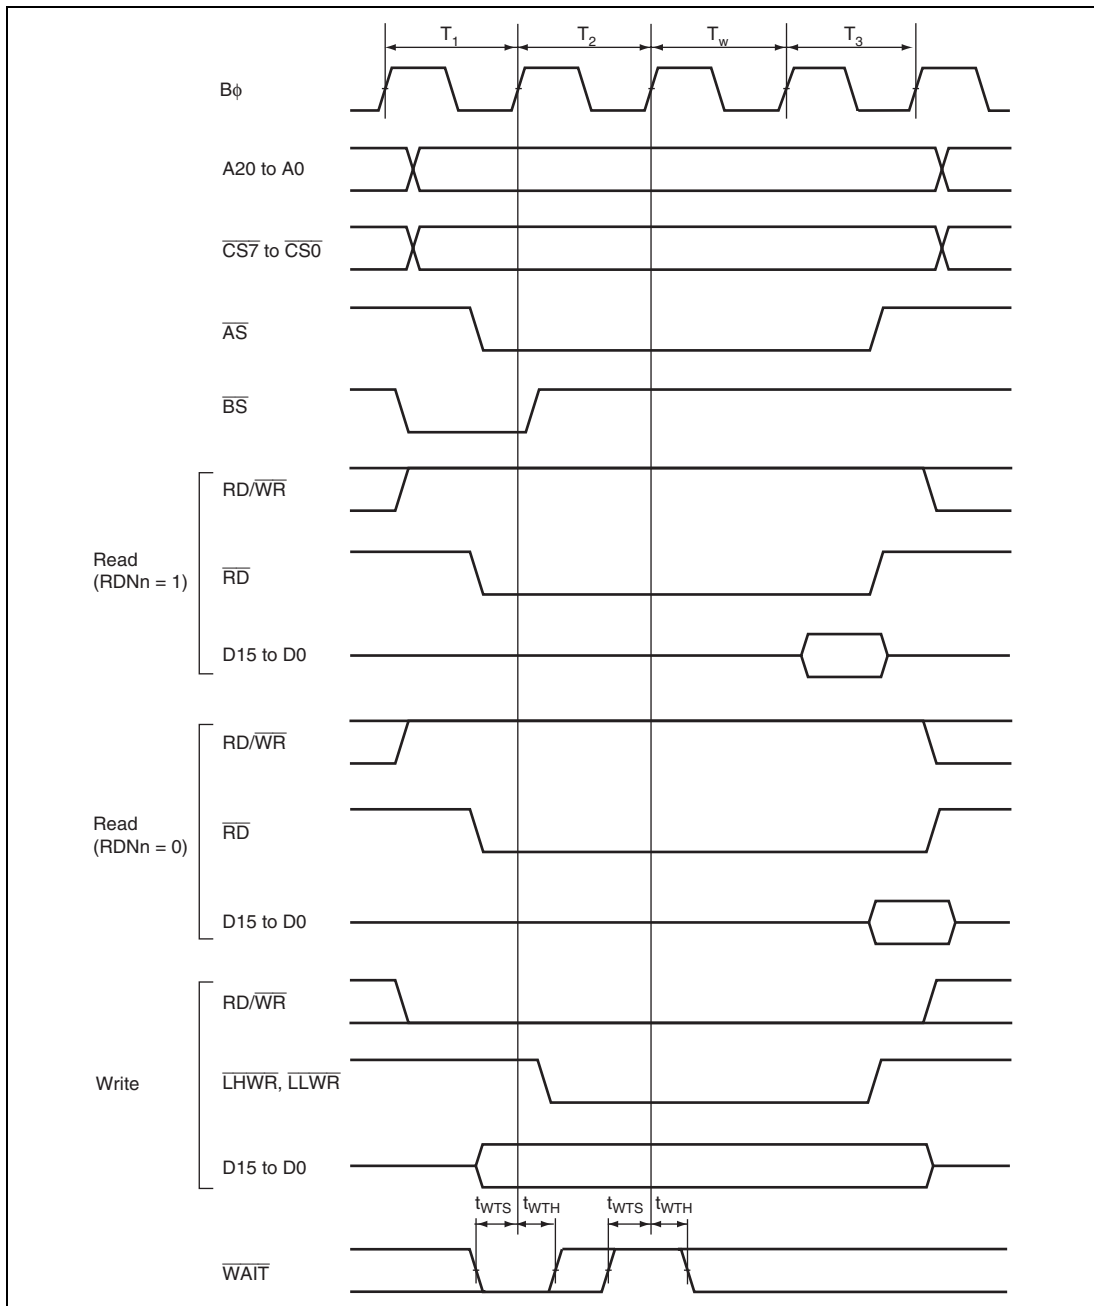 T1 T2 Tw T3
Bϕ
A20 to A0
CS7 to CS0
AS
BS
RD/WR
Read
(RDNn = 1)
RD
D15 to D0
RD/WR
Read
(RDNn = 0)
RD
D15 to D0
RD/WR
Write
LHWR, LLWR
D15 to D0
tWTS tWTH tWTS tWTH
WAIT